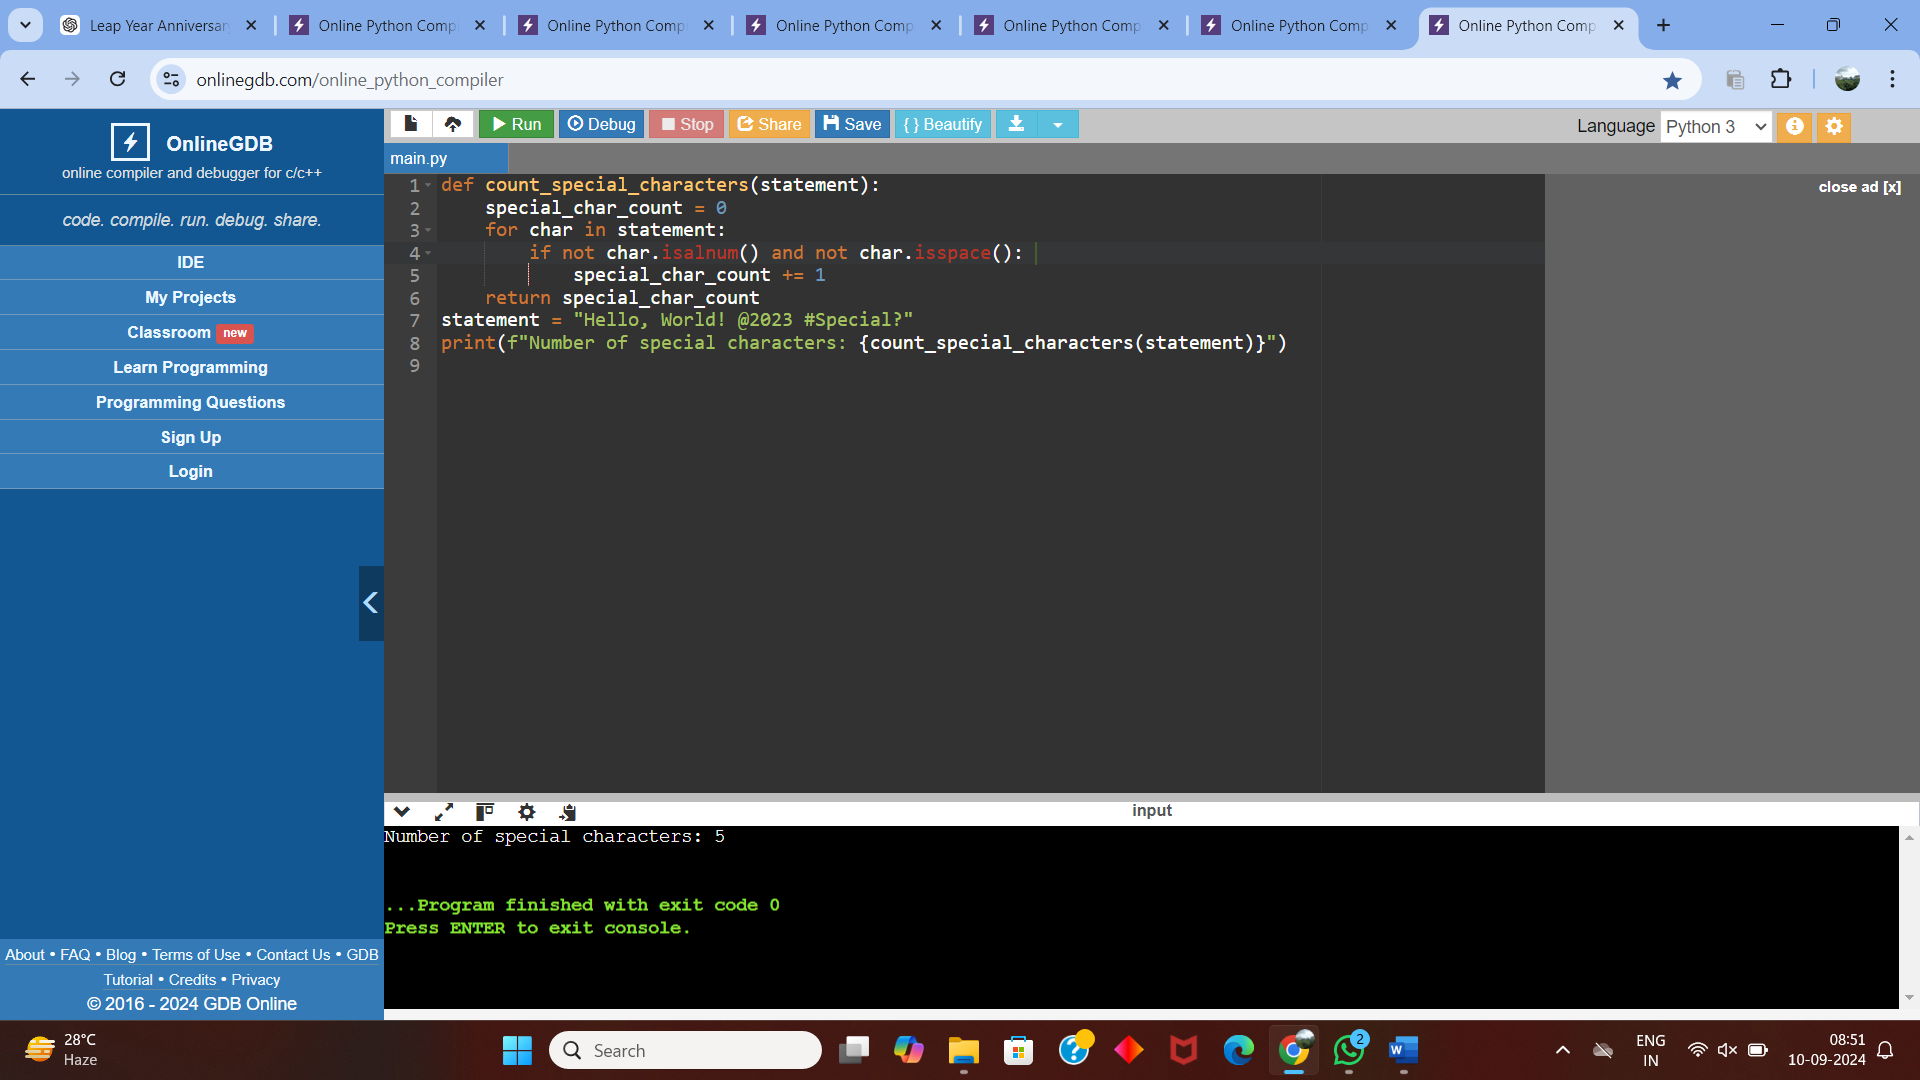 Leap Year Anniversar
Online Python Comp
Online Python Comp
Online Python Comp
Online Python Comp
Online Python Comp
Online Python Comp
onlinegdb.com/online_python_compiler
OnlineGDB
online compiler and debugger for c/c++
code. compile. run. debug. share.
IDE
My Projects
Classroom new
Learn Programming
Programming Questions
Sign Up
Login
About • FAQ • Blog • Terms of Use • Contact Us • GDB
Tutorial • Credits • Privacy
© 2016 - 2024 GDB Online
Run Debug Stop Share Save { } Beautify
Language Python 3
main.py
close ad [x]
1 def count_special_characters(statement):
2     special_char_count = 0
3     for char in statement:
4         if not char.isalnum() and not char.isspace():
5             special_char_count += 1
6     return special_char_count
7 statement = "Hello, World! @2023 #Special?"
8 print(f"Number of special characters: {count_special_characters(statement)}")
9
input
Number of special characters: 5
...Program finished with exit code 0
Press ENTER to exit console.
28°C
Haze
Search
2
ENG
IN
08:51
10-09-2024